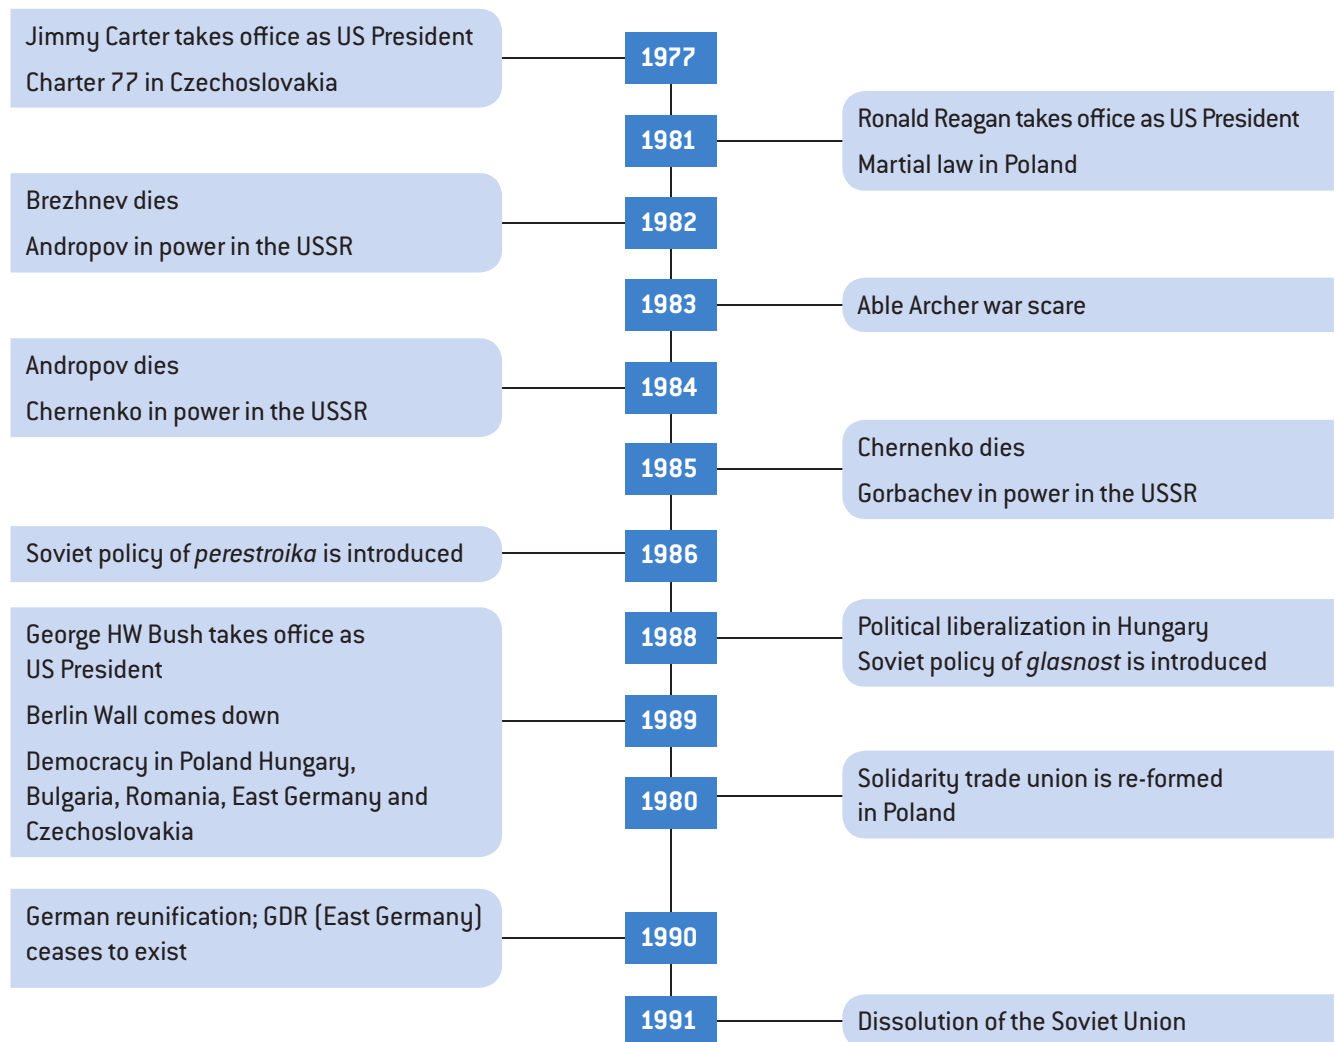 Jimmy Carter takes office as US President
Charter 77 in Czechoslovakia
1977
1981
Ronald Reagan takes office as US President
Martial law in Poland
Brezhnev dies
Andropov in power in the USSR
1982
1983
Able Archer war scare
Andropov dies
Chernenko in power in the USSR
1984
1985
Chernenko dies
Gorbachev in power in the USSR
Soviet policy of perestroika is introduced
1986
1988
Political liberalization in Hungary
Soviet policy of glasnost is introduced
George HW Bush takes office as
US President
Berlin Wall comes down
Democracy in Poland Hungary,
Bulgaria, Romania, East Germany and
Czechoslovakia
1989
1980
Solidarity trade union is re-formed
in Poland
German reunification; GDR (East Germany)
ceases to exist
1990
1991
Dissolution of the Soviet Union